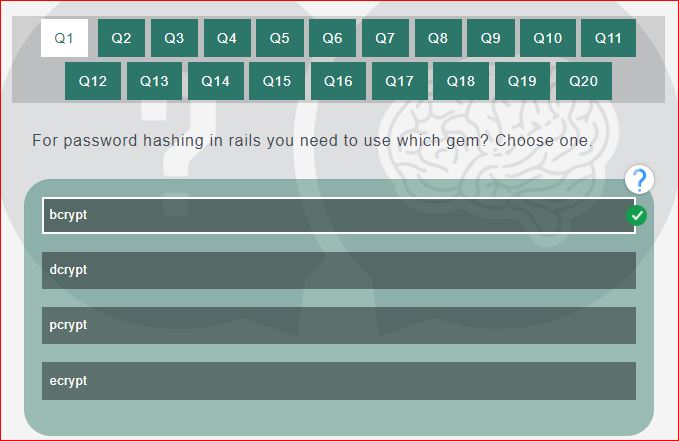 Q1 Q2 Q3 Q4 Q5 Q6 Q7 Q8 Q9 Q10 Q11
Q12 Q13 Q14 Q15 Q16 Q17 Q18 Q19 Q20
For password hashing in rails you need to use which gem? Choose one.
?
bcrypt
dcrypt
pcrypt
ecrypt